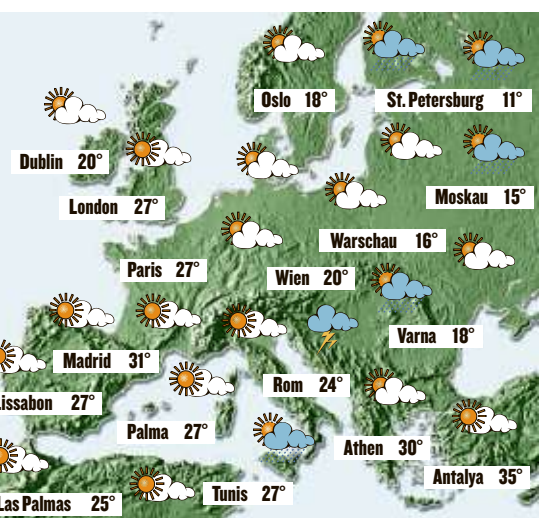 Oslo 18°
St. Petersburg 11°
Dublin 20°
London 27°
Moskau 15°
Warschau 16°
Paris 27°
Wien 20°
Varna 18°
Madrid 31°
Rom 24°
issabon 27°
Palma 27°
Athen 30°
Antalya 35°
Las Palmas 25°
Tunis 27°